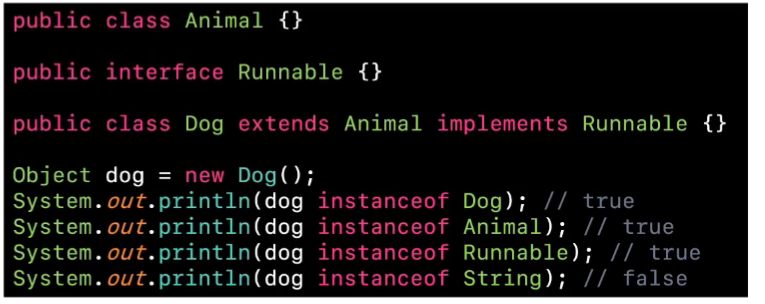 public class Animal {}
public interface Runnable {}
public class Dog extends Animal implements Runnable {}
Object dog = new Dog();
System.out.println(dog instanceof Dog); // true
System.out.println(dog instanceof Animal); // true
System.out.println(dog instanceof Runnable); // true
System.out.println(dog instanceof String); // false